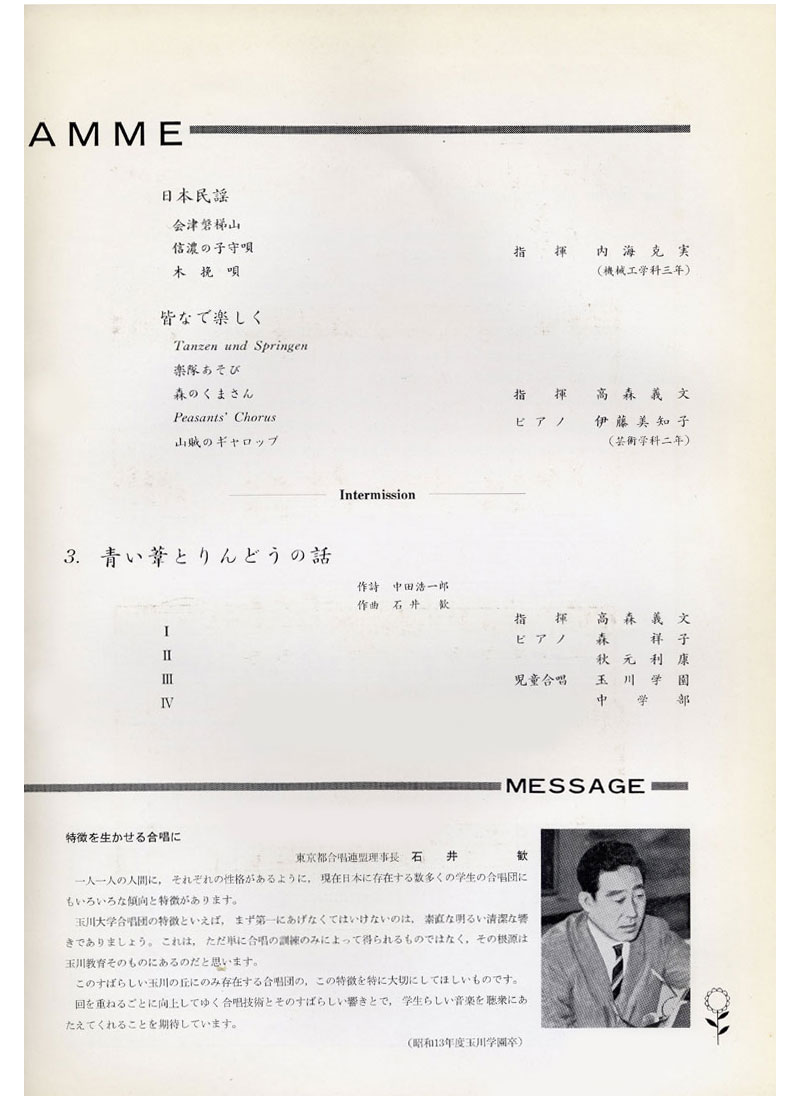 AMME
日本民謡
会津磐梯山
信濃の子守唄
木挽唄
指揮 内海克実
（機械工学科三年）
皆なで楽しく
Tanzen und Springen
楽隊あそび
森のくまさん
Peasants' Chorus
山賊のギャロップ
指揮 高森義文
ピアノ 伊藤美知子
（芸術学科二年）
Intermission
3. 青い葦とりんどうの話
作詩 中田浩一郎
作曲 石井 歓
I
II
III
IV
指揮 高森義文
ピアノ 森 祥子
秋元利康
児童合唱 玉川学園
中学部
MESSAGE
特徴を生かせる合唱に
東京都合唱連盟理事長 石井 歓
一人一人の人間に，それぞれの性格があるように，現在日本に存在する数多くの学生の合唱団に
もいろいろな傾向と特徴があります。
玉川大学合唱団の特徴といえば，まず第一にあげなくてはいけないのは，素直な明るい清潔な響
きでありましょう。これは，ただ単に合唱の訓練のみによって得られるものではなく，その根源は
玉川教育そのものにあるのだと思います。
このすばらしい玉川の丘にのみ存在する合唱団の，この特徴を特に大切にしてほしいものです。
回を重ねるごとに向上してゆく合唱技術とそのすばらしい響きとで，学生らしい音楽を聴衆にあ
たえてくれることを期待しています。
（昭和13年度玉川学園卒）